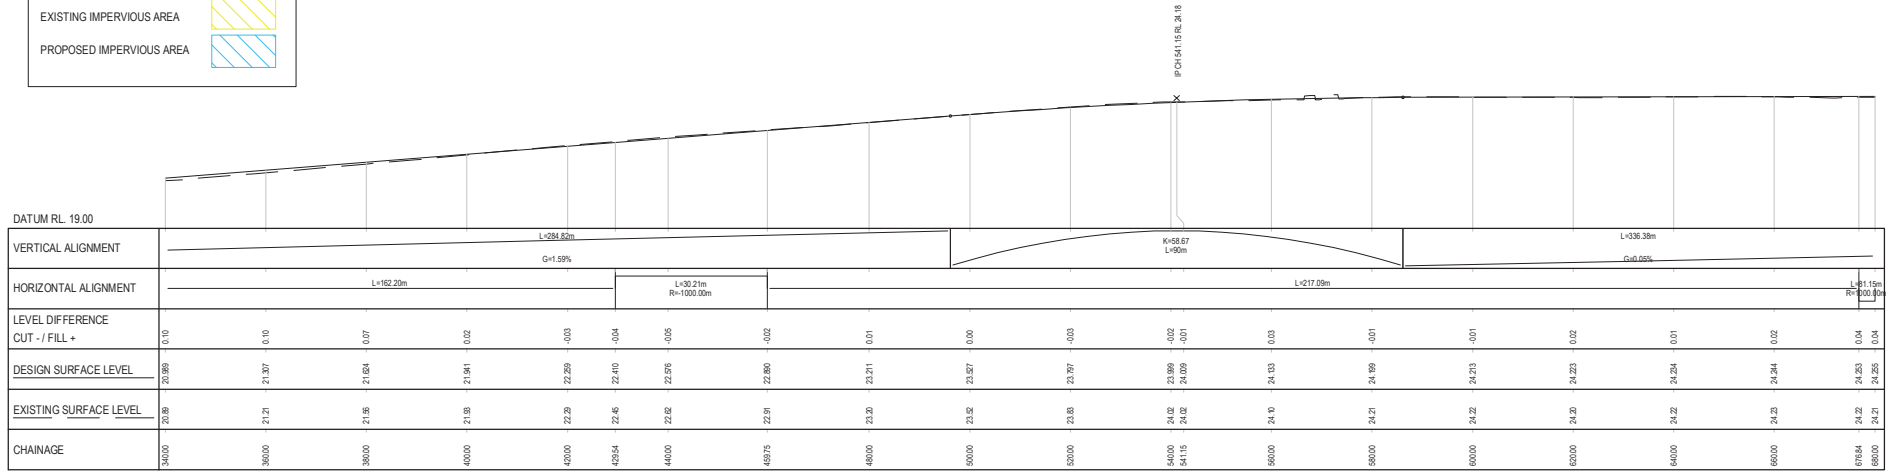 EXISTING IMPERVIOUS AREA
PROPOSED IMPERVIOUS AREA
IP CH 541.15 RL 24.18
DATUM RL. 19.00
VERTICAL ALIGNMENT
L=284.82m
G=1.59%
K=58.67
L=90m
L=336.38m
G=0.05%
HORIZONTAL ALIGNMENT
L=162.20m
L=30.21m
R=-1000.00m
L=217.09m
L=81.15m
R=1000.00m
LEVEL DIFFERENCE
CUT - / FILL +
0.10 0.10 0.07 0.02 -0.03 -0.04 -0.05 -0.02 0.01 0.00 -0.03 -0.02 -0.01 0.03 -0.01 -0.01 0.02 0.01 0.02 0.04 0.04
DESIGN SURFACE LEVEL
20.989 21.307 21.624 21.941 22.259 22.410 22.576 22.890 23.211 23.527 23.797 23.999 24.009 24.133 24.199 24.213 24.223 24.234 24.244 24.253 24.255
EXISTING SURFACE LEVEL
20.89 21.21 21.56 21.93 22.29 22.45 22.62 22.91 23.20 23.52 23.83 24.02 24.02 24.10 24.21 24.22 24.20 24.22 24.23 24.22 24.21
CHAINAGE
340.00 360.00 380.00 400.00 420.00 429.54 440.00 459.75 480.00 500.00 520.00 540.00 541.15 560.00 580.00 600.00 620.00 640.00 660.00 676.84 680.00